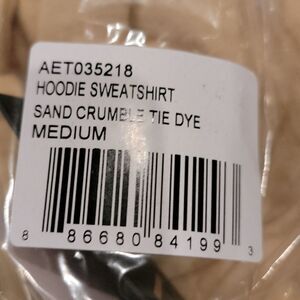 AET035218
HOODIE SWEATSHIRT
SAND CRUMBLE TIE DYE
MEDIUM
8 86680 84199 3